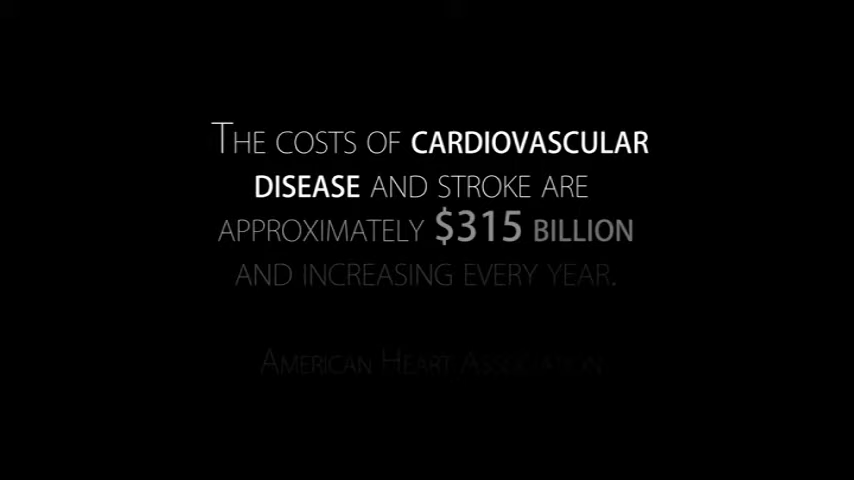 The costs of cardiovascular
disease and stroke are
approximately $315 billion
and increasing every year.
American Heart Association